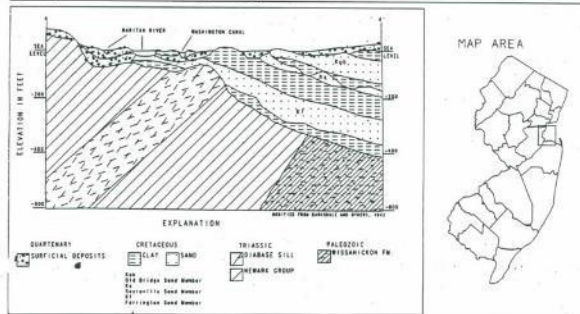 RARITAN RIVER
WASHINGTON CANAL
MAP AREA
SEA
LEVEL
SEA
LEVEL
Kob
Kf
-200
-200
-400
-400
-600
ELEVATION IN FEET
MODIFIED FROM BARKSDALE AND OTHERS, 1943
EXPLANATION
QUARTENARY
SURFICIAL DEPOSITS
CRETACEOUS
CLAY
SAND
TRIASSIC
DIABASE SILL
NEWARK GROUP
PALEOZOIC
WISSAHICKON FM.
Kob
Old Bridge Sand Member
Ks
Sayreville Sand Member
Kf
Farrington Sand Member